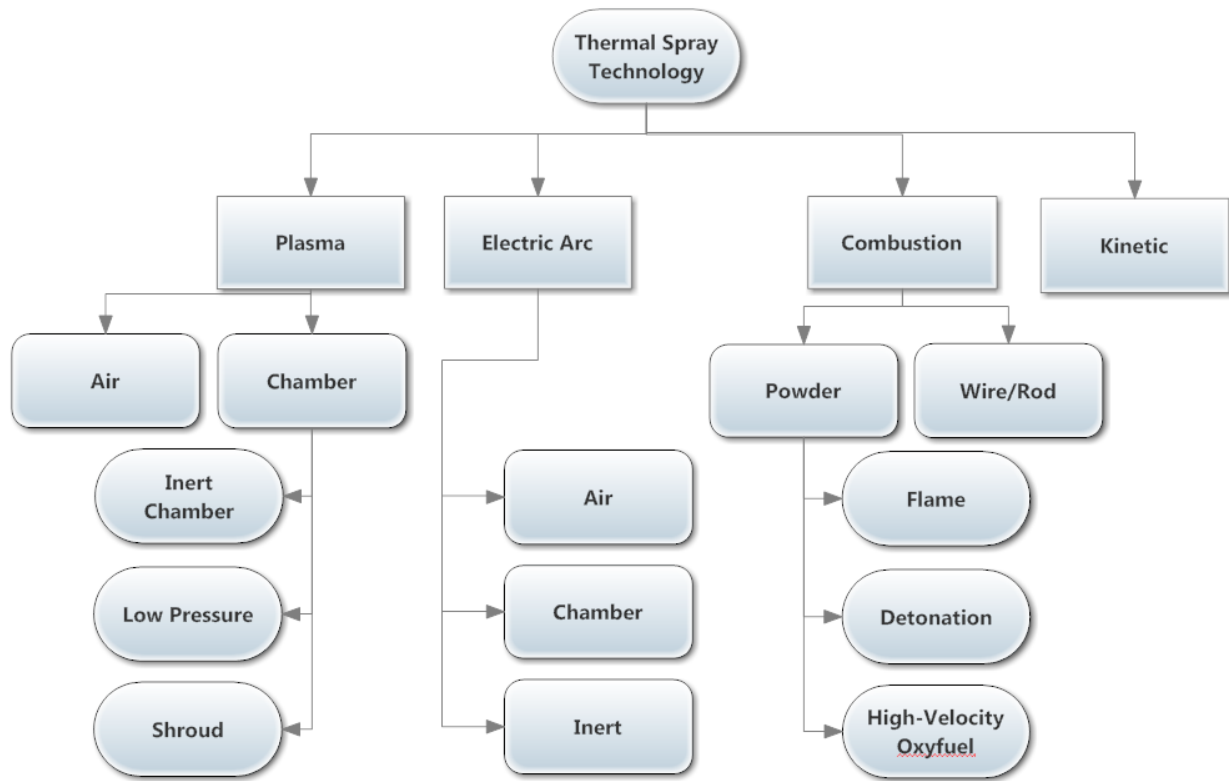 Thermal Spray
Technology
Plasma
Electric Arc
Combustion
Kinetic
Air
Chamber
Powder
Wire/Rod
Inert
Chamber
Air
Flame
Low Pressure
Chamber
Detonation
Shroud
Inert
High-Velocity
Oxyfuel